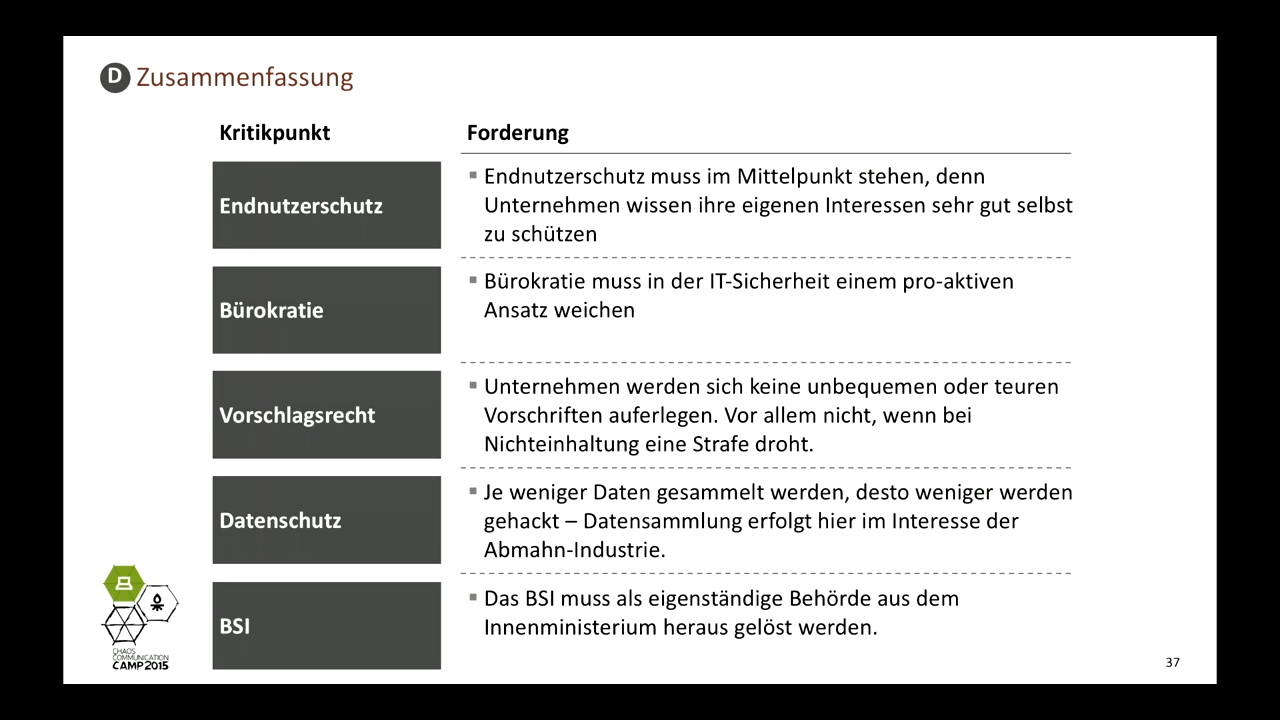 D Zusammenfassung
Kritikpunkt
Forderung
Endnutzerschutz
Endnutzerschutz muss im Mittelpunkt stehen, denn
Unternehmen wissen ihre eigenen Interessen sehr gut selbst
zu schützen
Bürokratie
Bürokratie muss in der IT-Sicherheit einem pro-aktiven
Ansatz weichen
Vorschlagsrecht
Unternehmen werden sich keine unbequemen oder teuren
Vorschriften auferlegen. Vor allem nicht, wenn bei
Nichteinhaltung eine Strafe droht.
Datenschutz
Je weniger Daten gesammelt werden, desto weniger werden
gehackt – Datensammlung erfolgt hier im Interesse der
Abmahn-Industrie.
BSI
Das BSI muss als eigenständige Behörde aus dem
Innenministerium heraus gelöst werden.
CHAOS
COMMUNICATION
CAMP 2015
37